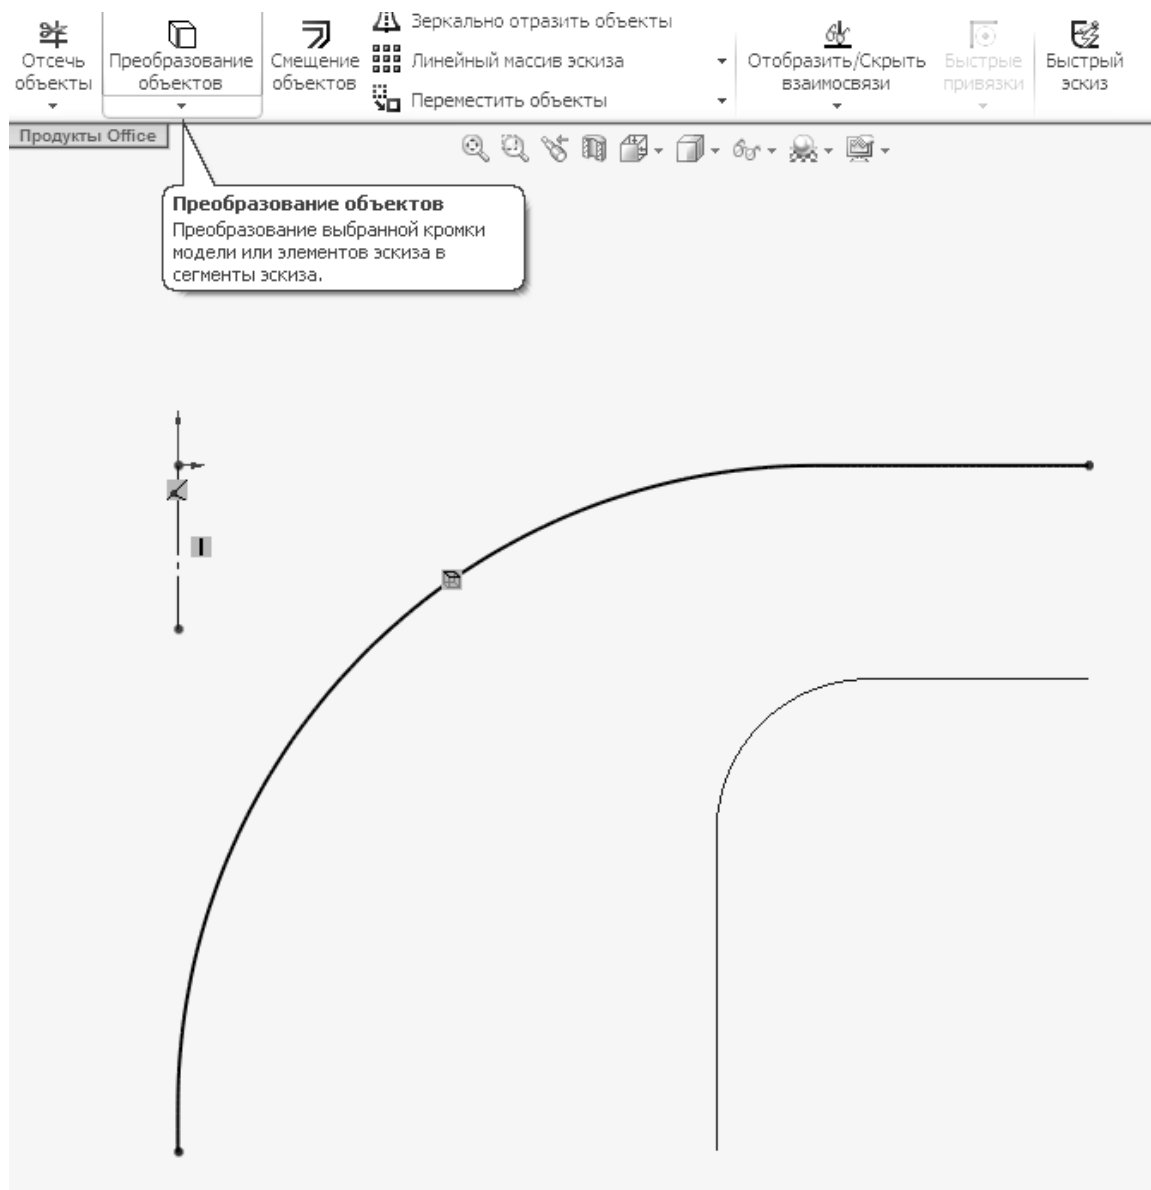 Отсечь объекты
Преобразование объектов
Смещение объектов
Зеркально отразить объекты
Линейный массив эскиза
Переместить объекты
Отобразить/Скрыть взаимосвязи
Быстрые привязки
Быстрый эскиз
Продукты Office
Преобразование объектов
Преобразование выбранной кромки
модели или элементов эскиза в
сегменты эскиза.